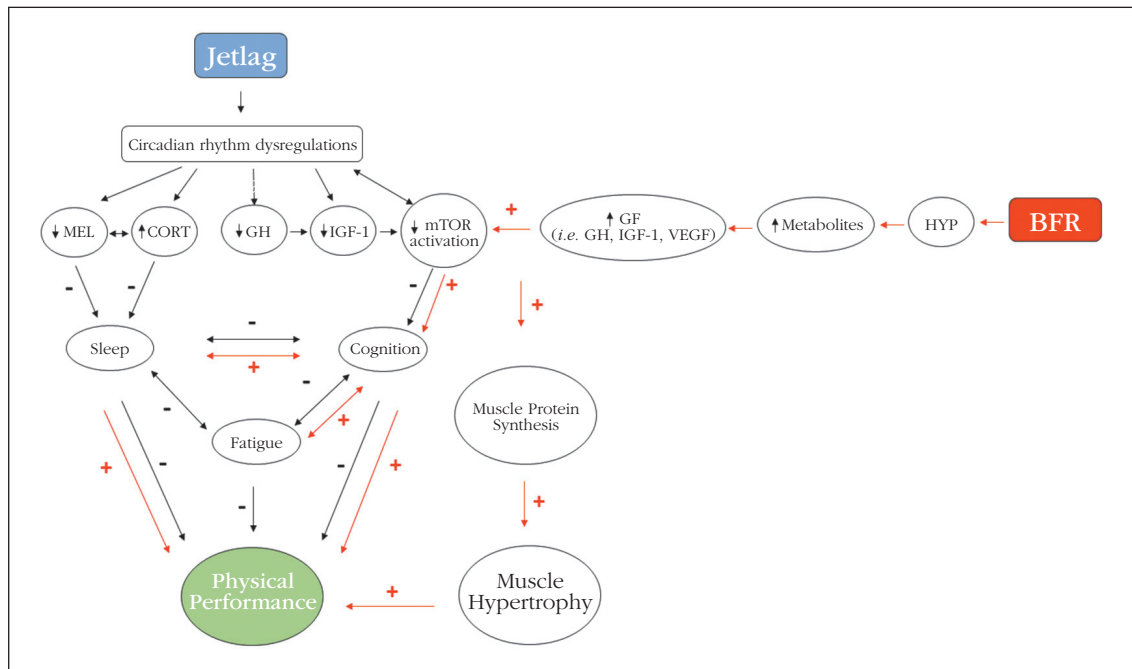 Jetlag
Circadian rhythm dysregulations
↓ MEL
↑ CORT
↓ GH
↓ IGF-1
↓ mTOR
activation
+
↑ GF
(i.e. GH, IGF-1, VEGF)
↑ Metabolites
HYP
BFR
-
-
-
+
+
Sleep
-
+
Cognition
-
-
+
Fatigue
Muscle Protein
Synthesis
+
-
-
-
+
+
Physical
Performance
+
Muscle
Hypertrophy